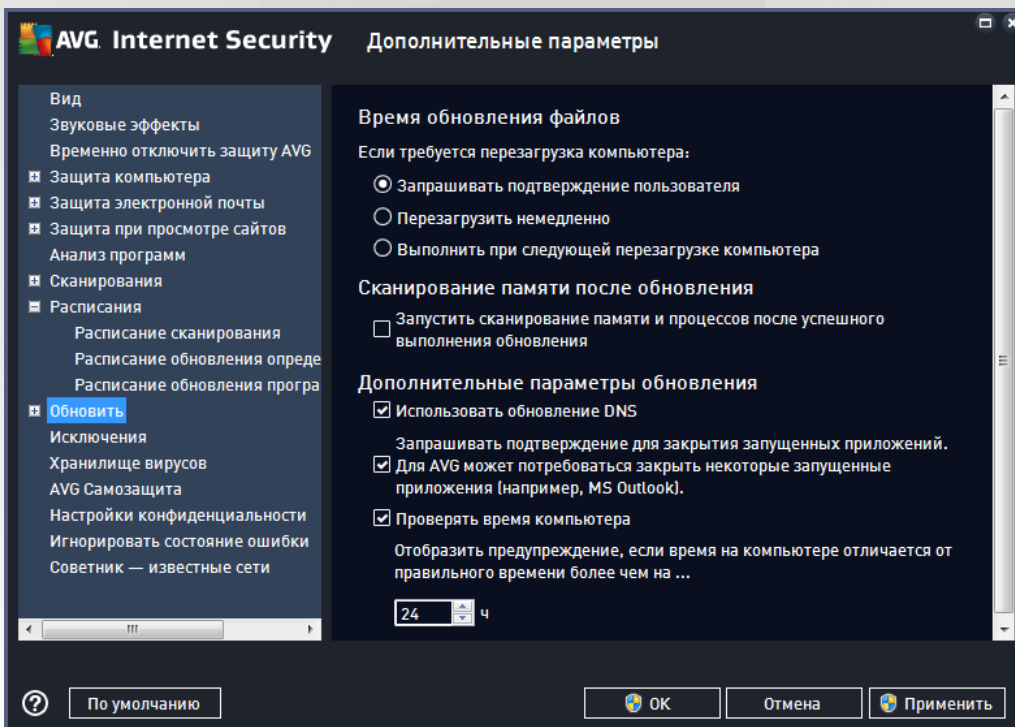 AVG. Internet Security
Дополнительные параметры
Вид
Звуковые эффекты
Временно отключить защиту AVG
Защита компьютера
Защита электронной почты
Защита при просмотре сайтов
Анализ программ
Сканирования
Расписания
Расписание сканирования
Расписание обновления опреде
Расписание обновления програ
Обновить
Исключения
Хранилище вирусов
AVG Самозащита
Настройки конфиденциальности
Игнорировать состояние ошибки
Советник — известные сети
Время обновления файлов
Если требуется перезагрузка компьютера:
Запрашивать подтверждение пользователя
Перезагрузить немедленно
Выполнить при следующей перезагрузке компьютера
Сканирование памяти после обновления
Запустить сканирование памяти и процессов после успешного
выполнения обновления
Дополнительные параметры обновления
Использовать обновление DNS
Запрашивать подтверждение для закрытия запущенных приложений.
Для AVG может потребоваться закрыть некоторые запущенные
приложения (например, MS Outlook).
Проверять время компьютера
Отобразить предупреждение, если время на компьютере отличается от
правильного времени более чем на ...
24 ч
?
По умолчанию
ОК
Отмена
Применить